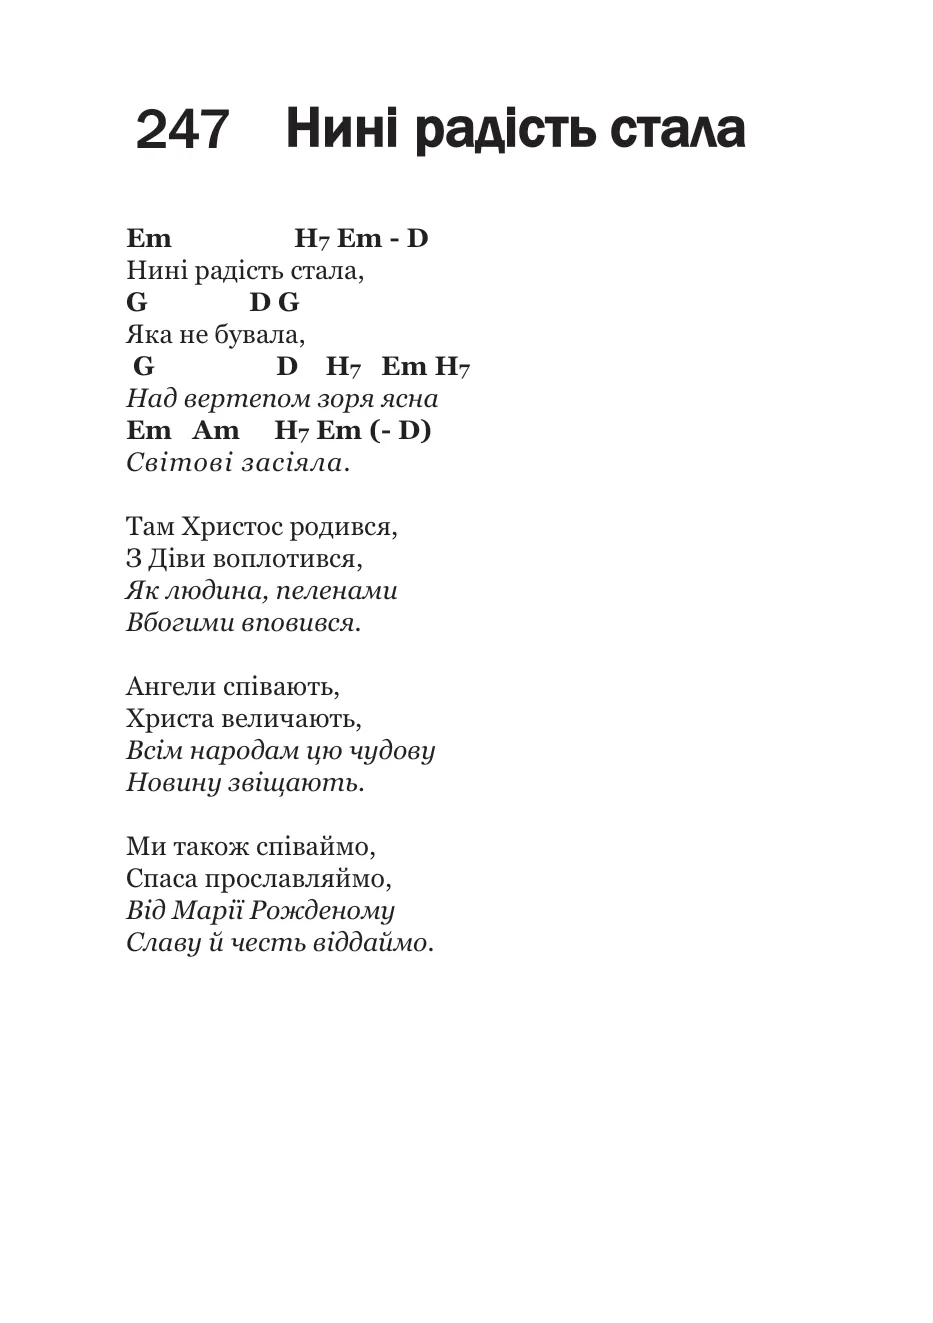 247 Нині радість стала
Em H7 Em - D
Нині радість стала,
G D G
Яка не бувала,
G D H7 Em H7
Над вертепом зоря ясна
Em Am H7 Em (- D)
Світові засіяла.
Там Христос родився,
З Діви воплотився,
Як людина, пеленами
Вбогими вповився.
Ангели співають,
Христа величають,
Всім народам цю чудову
Новину звіщають.
Ми також співаймо,
Спаса прославляймо,
Від Марії Рожденому
Славу й честь віддаймо.